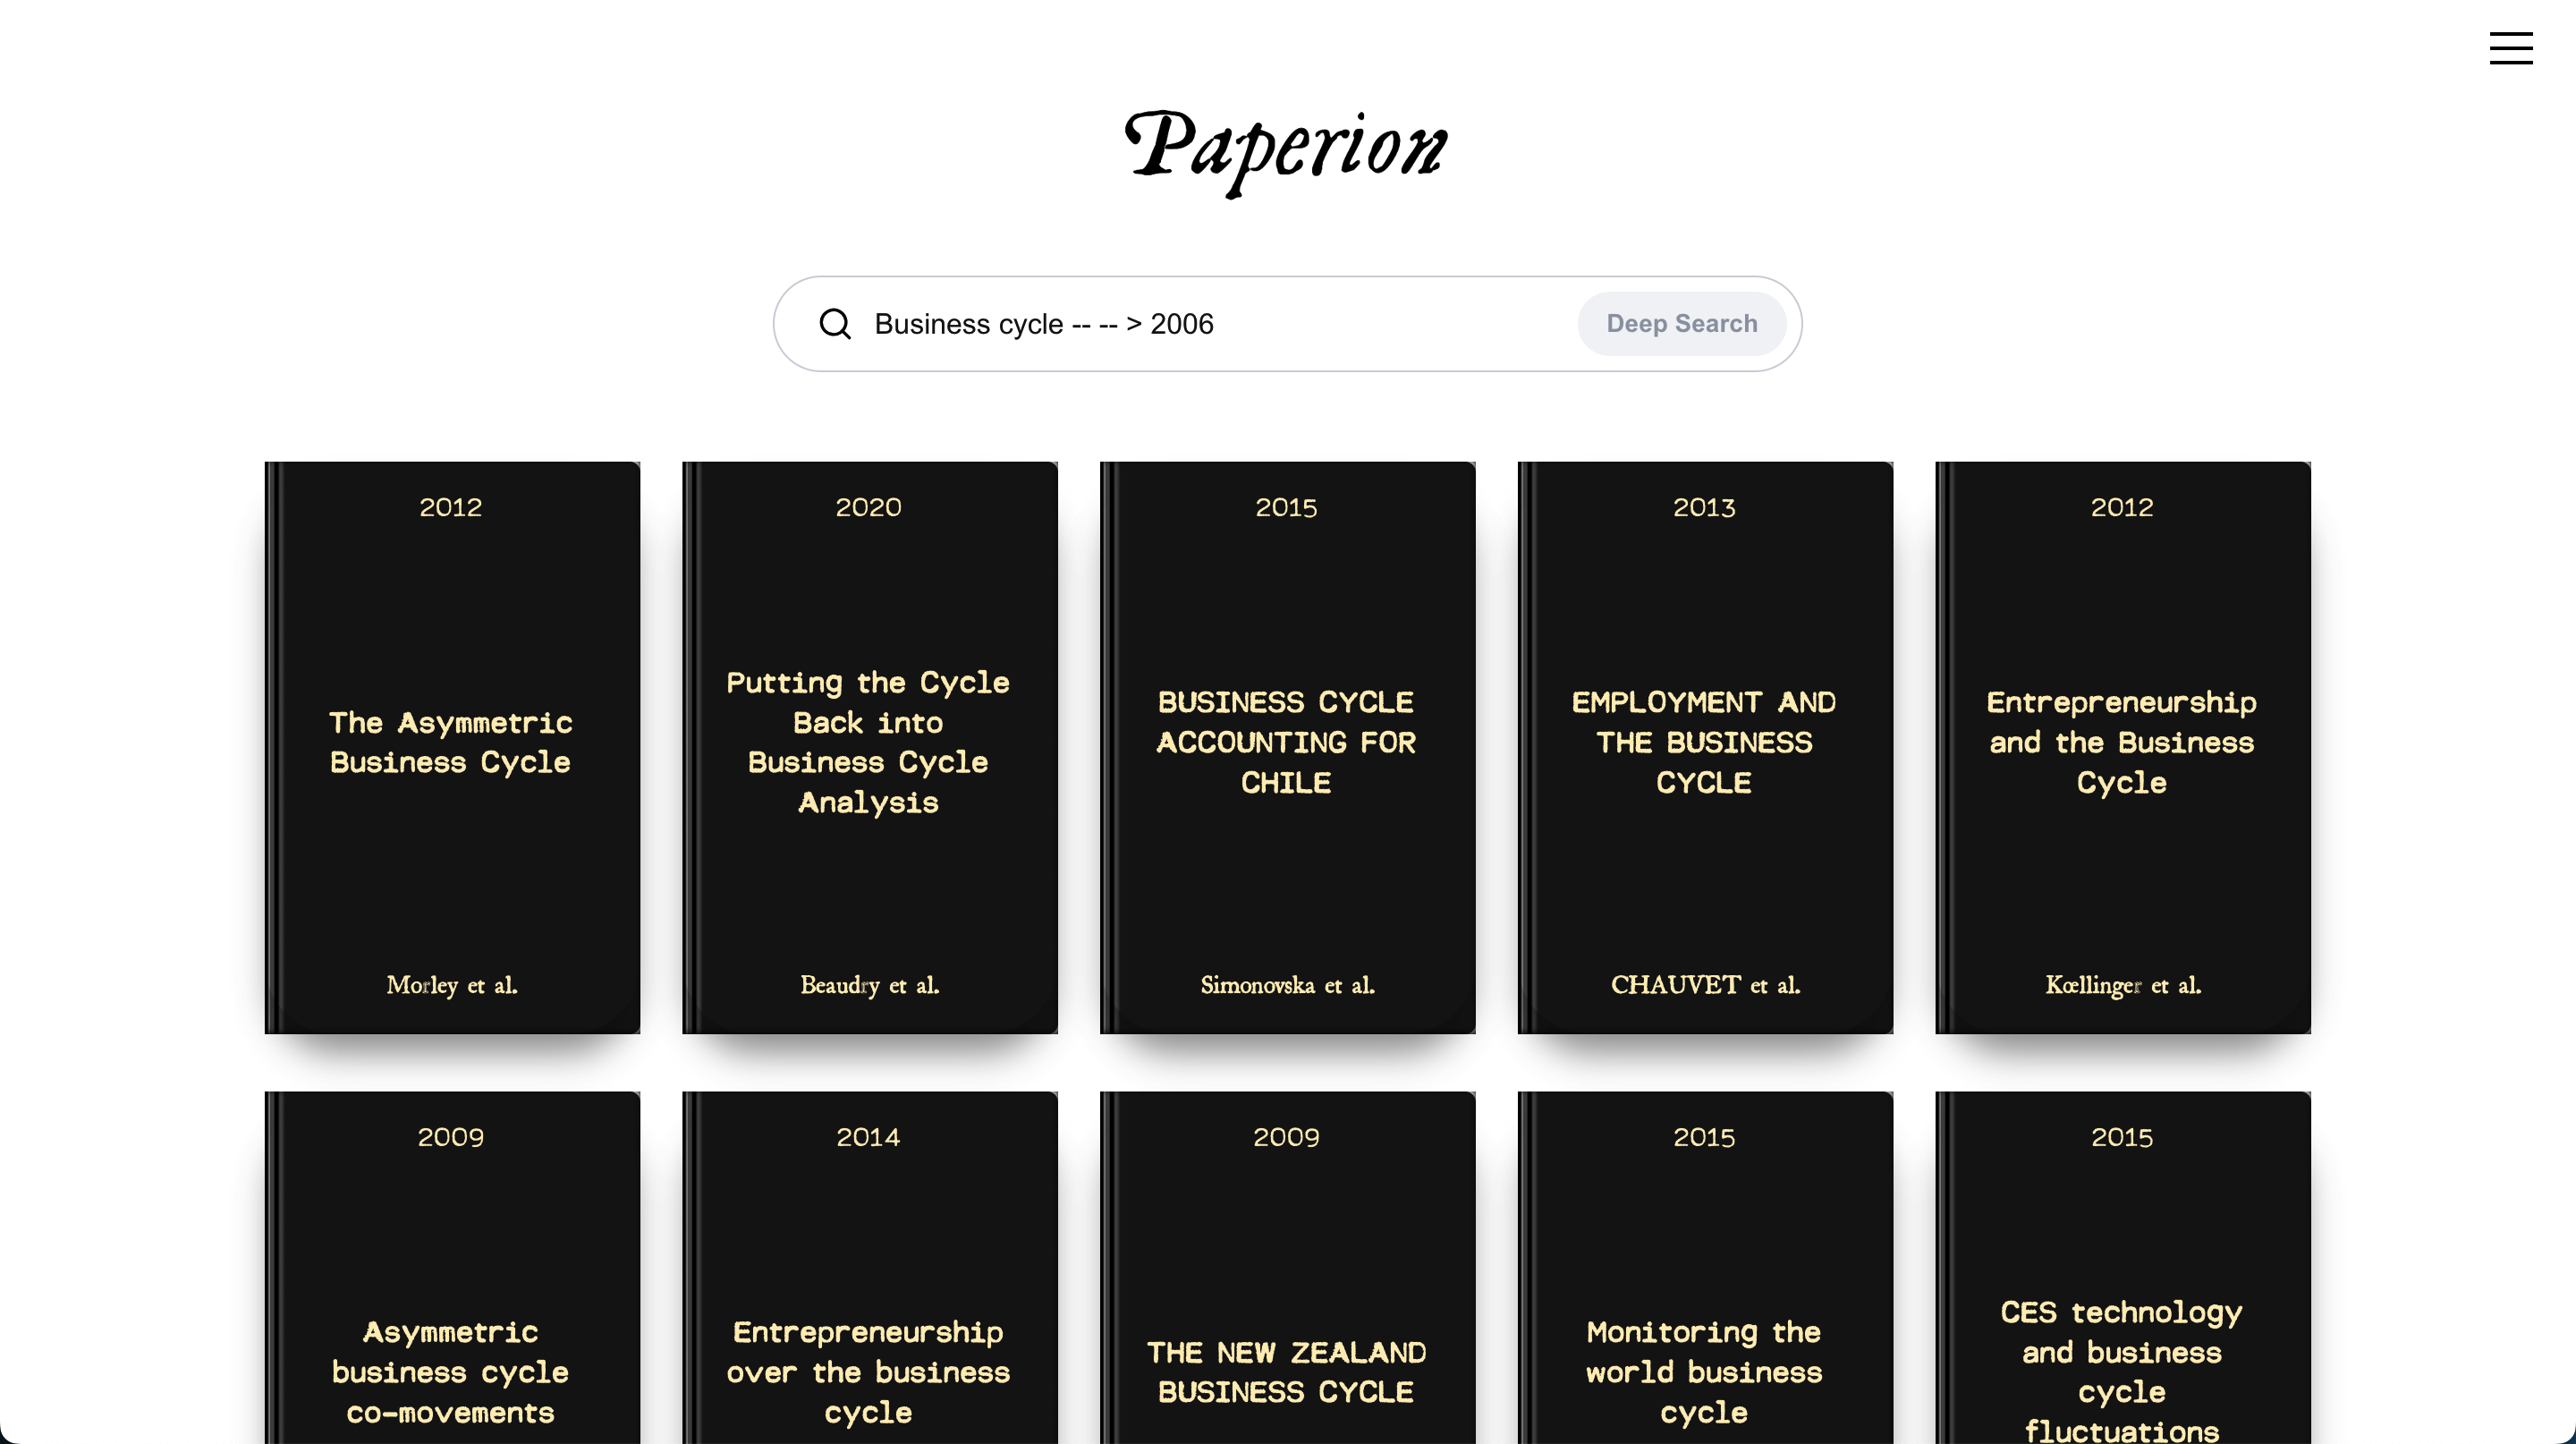 Paperion
Business cycle -- -- > 2006
Deep Search
2012
The Asymmetric
Business Cycle
Morley et al.
2020
Putting the Cycle
Back into
Business Cycle
Analysis
Beaudry et al.
2015
BUSINESS CYCLE
ACCOUNTING FOR
CHILE
Simonovska et al.
2013
EMPLOYMENT AND
THE BUSINESS
CYCLE
CHAUVET et al.
2012
Entrepreneurship
and the Business
Cycle
Kœllinger et al.
2009
Asymmetric
business cycle
co-movements
2014
Entrepreneurship
over the business
cycle
2009
THE NEW ZEALAND
BUSINESS CYCLE
2015
Monitoring the
world business
cycle
2015
CES technology
and business
cycle
fluctuations